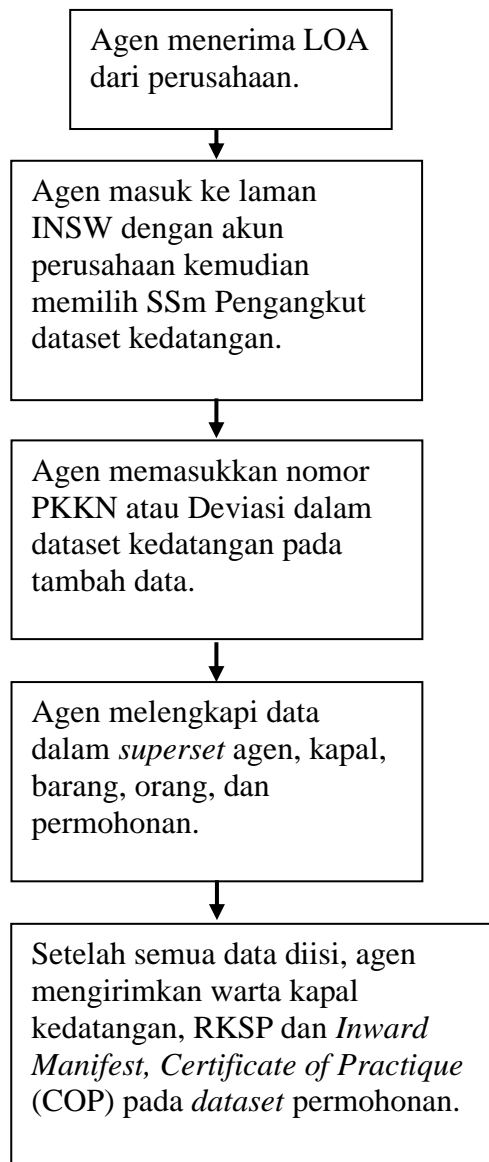 Agen menerima LOA
dari perusahaan.
Agen masuk ke laman
INSW dengan akun
perusahaan kemudian
memilih SSm Pengangkut
dataset kedatangan.
Agen memasukkan nomor
PKKN atau Deviasi dalam
dataset kedatangan pada
tambah data.
Agen melengkapi data
dalam superset agen, kapal,
barang, orang, dan
permohonan.
Setelah semua data diisi, agen
mengirimkan warta kapal
kedatangan, RKSP dan Inward
Manifest, Certificate of Practique
(COP) pada dataset permohonan.